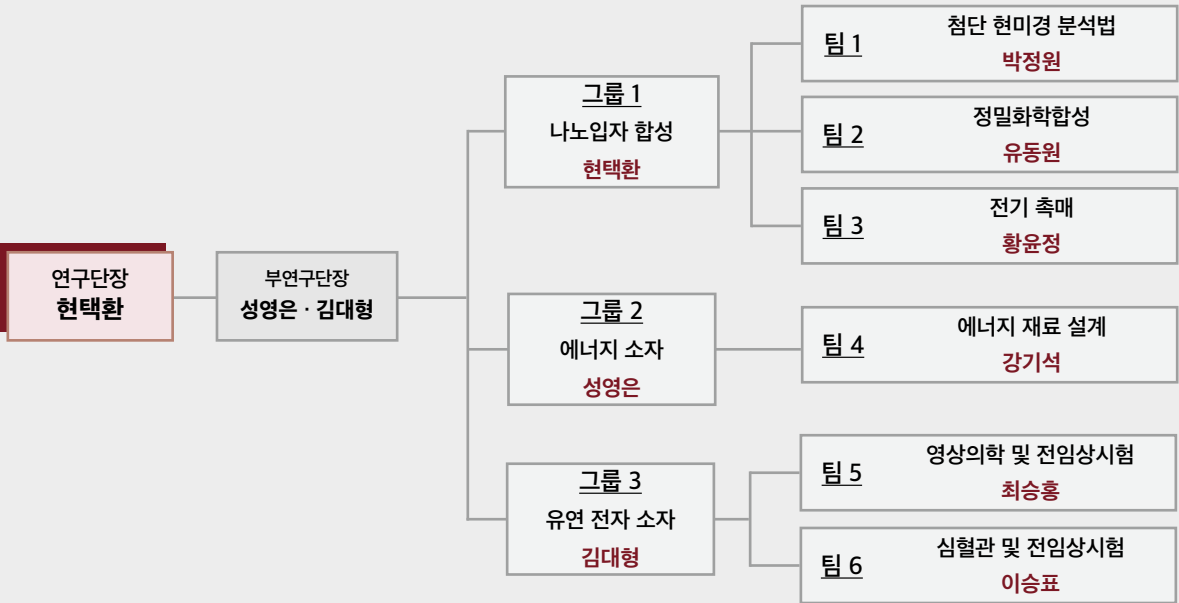 연구단장
현택환
부연구단장
성영은 · 김대형
그룹 1
나노입자 합성
현택환
팀 1
첨단 현미경 분석법
박정원
팀 2
정밀화학합성
유동원
팀 3
전기 촉매
황윤정
그룹 2
에너지 소자
성영은
팀 4
에너지 재료 설계
강기석
그룹 3
유연 전자 소자
김대형
팀 5
영상의학 및 전임상시험
최승홍
팀 6
심혈관 및 전임상시험
이승표